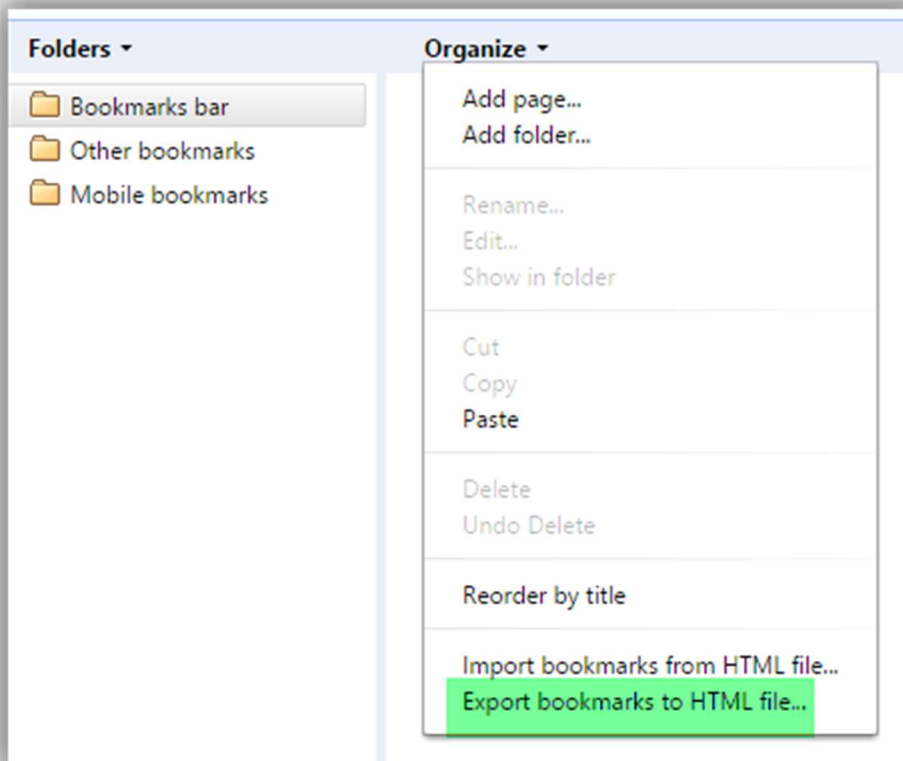 Folders
Organize
Bookmarks bar
Other bookmarks
Mobile bookmarks
Add page...
Add folder...
Rename...
Edit...
Show in folder
Cut
Copy
Paste
Delete
Undo Delete
Reorder by title
Import bookmarks from HTML file...
Export bookmarks to HTML file...